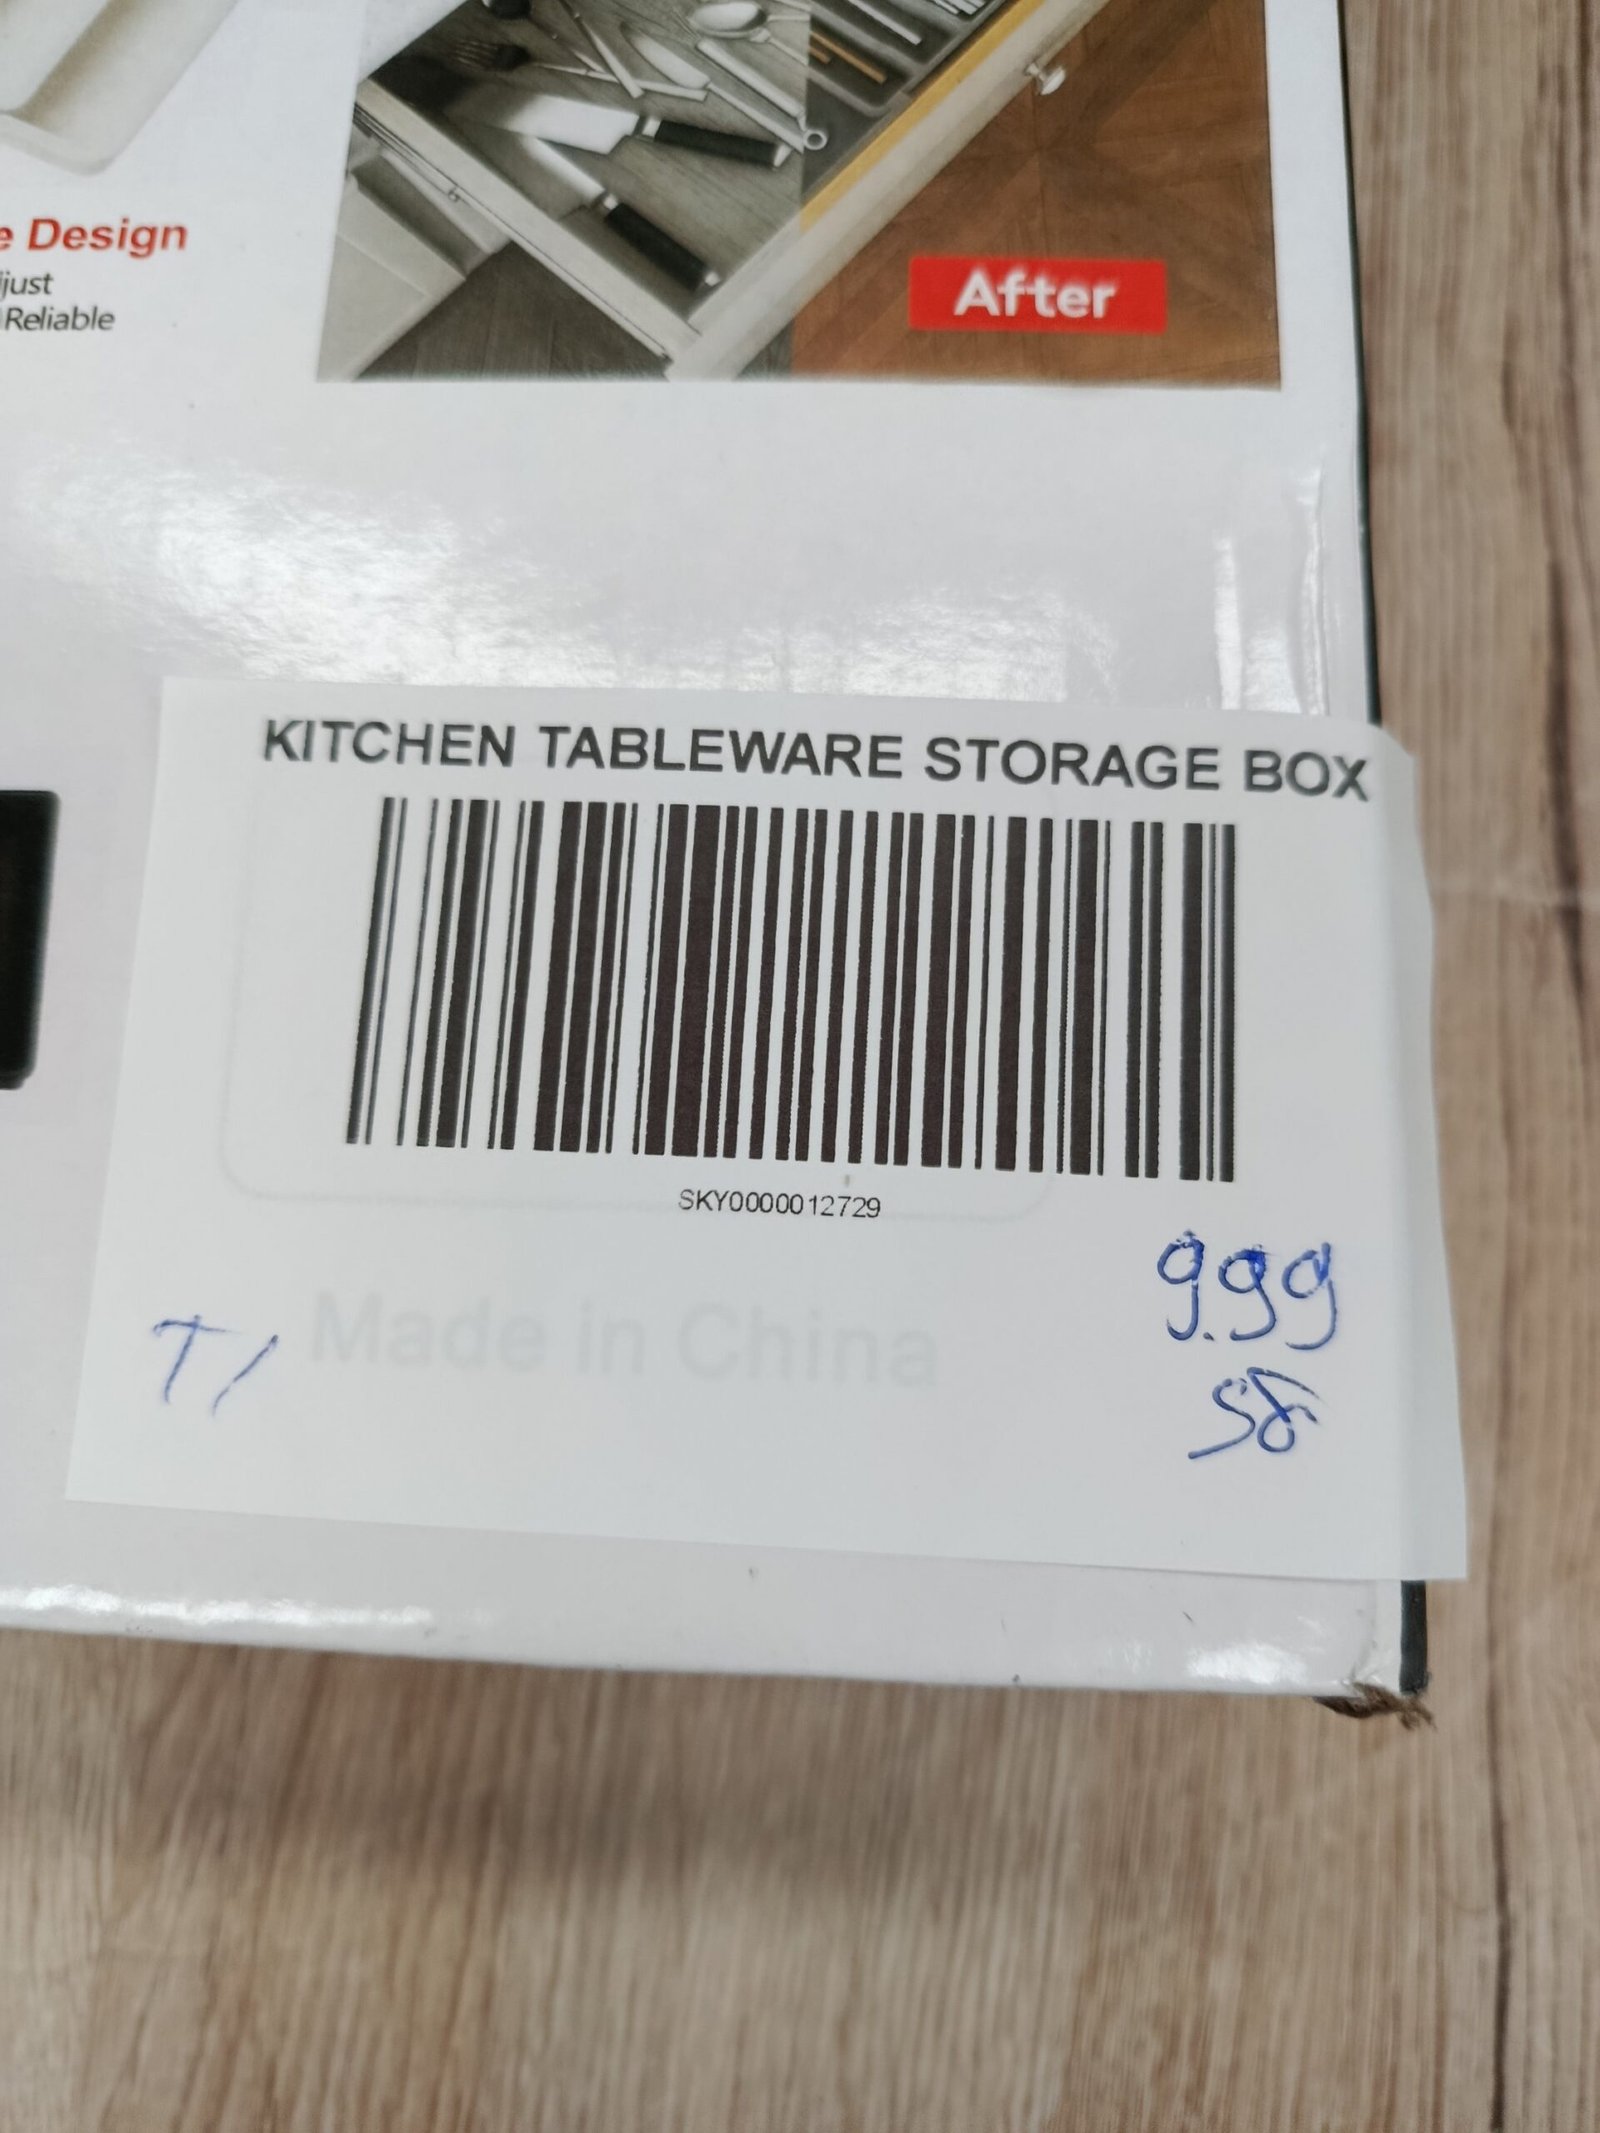 e Design
just
Reliable
After
KITCHEN TABLEWARE STORAGE BOX
SKY0000012729
9.99
T/
Made in China
58